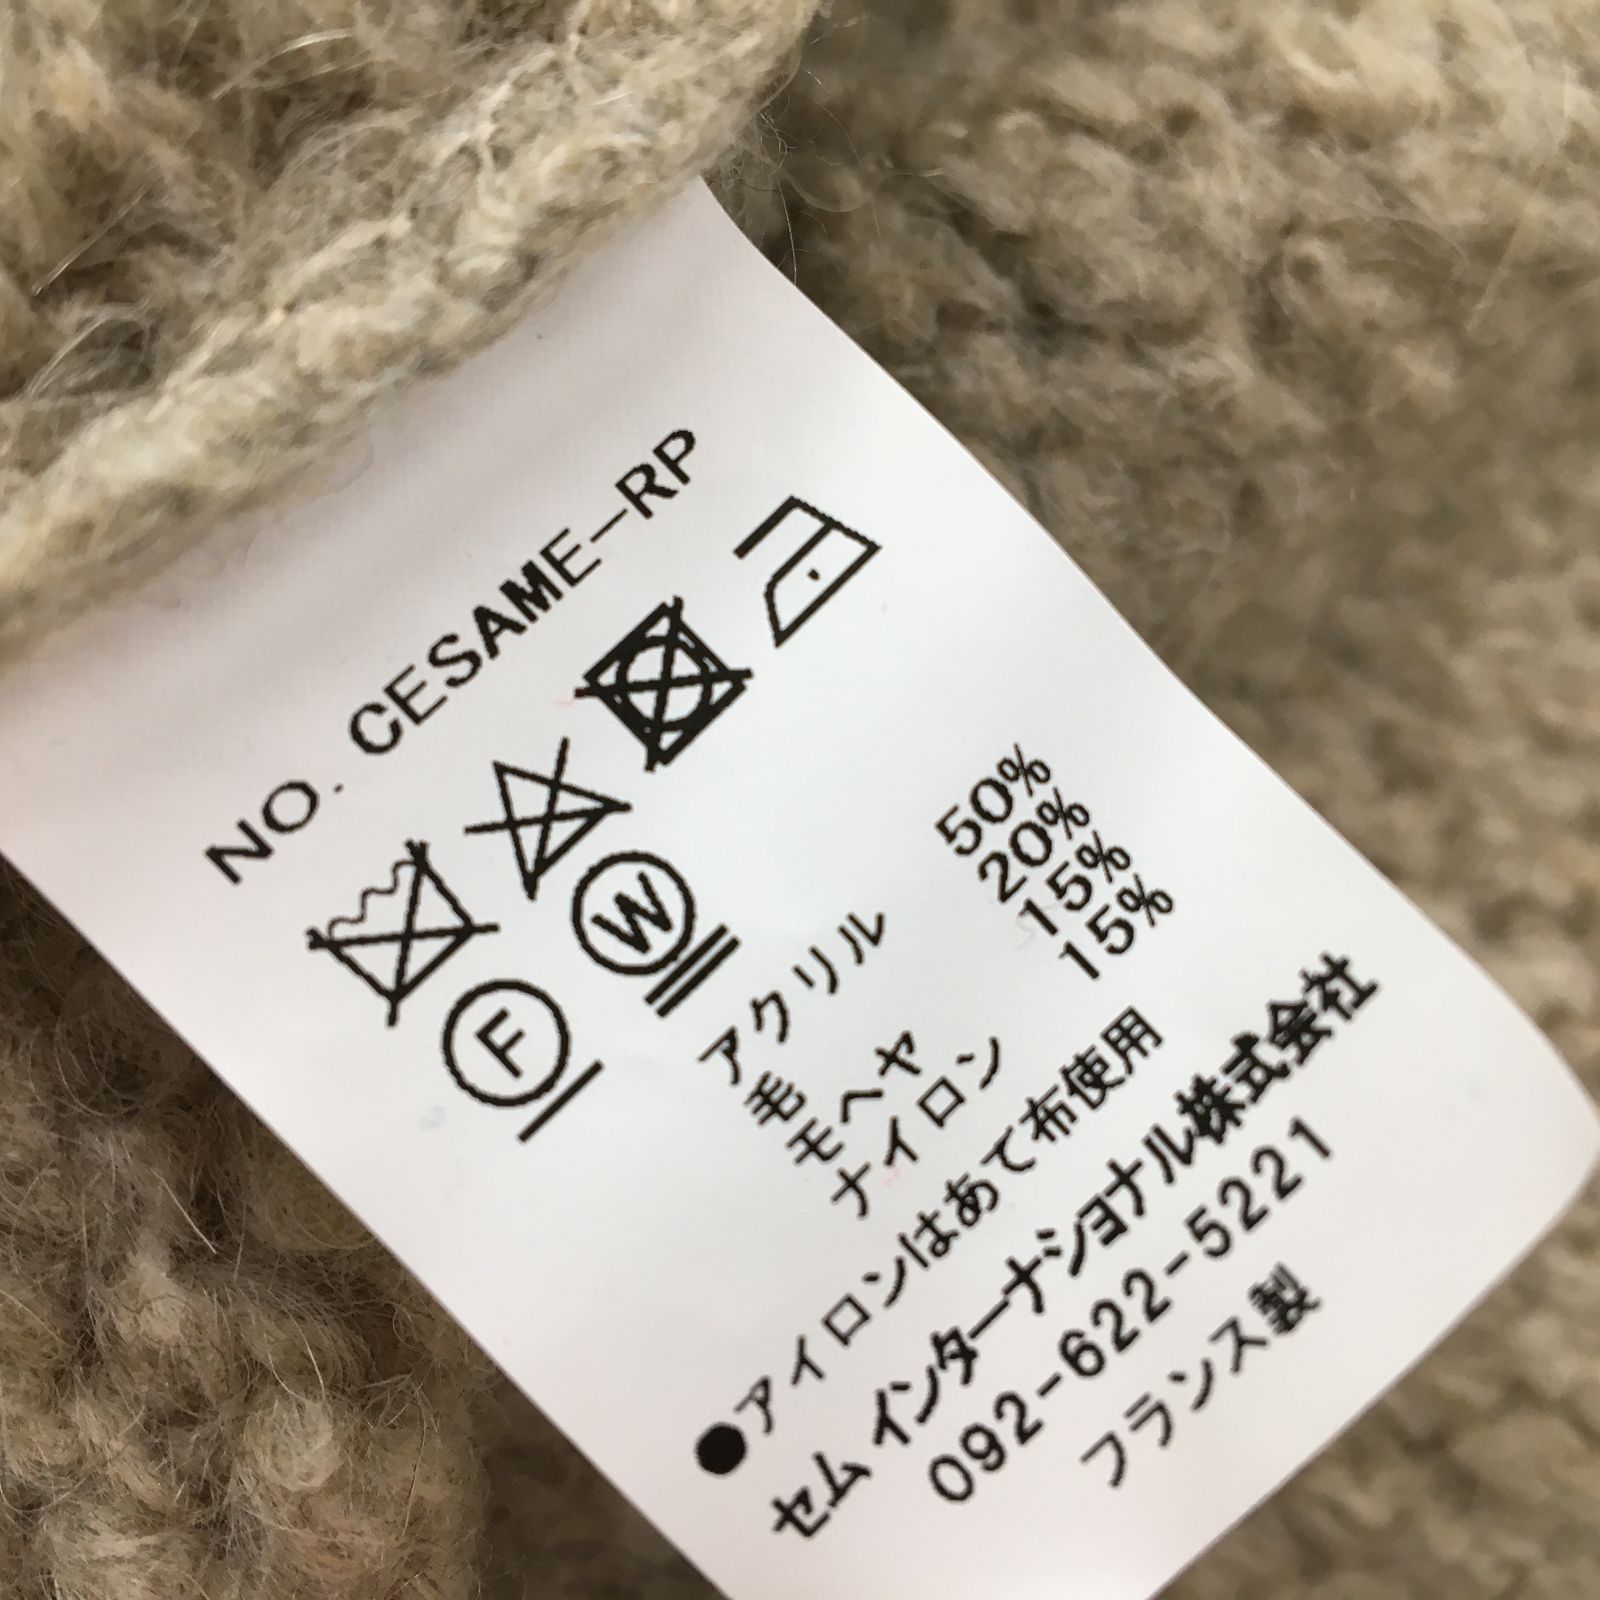 NO. CESAME-RP
W
F
アクリル 50%
毛 20%
モヘヤ 15%
ナイロン 15%
●アイロンはあて布使用
セムインターナショナル株式会社
092-622-5221
フランス製